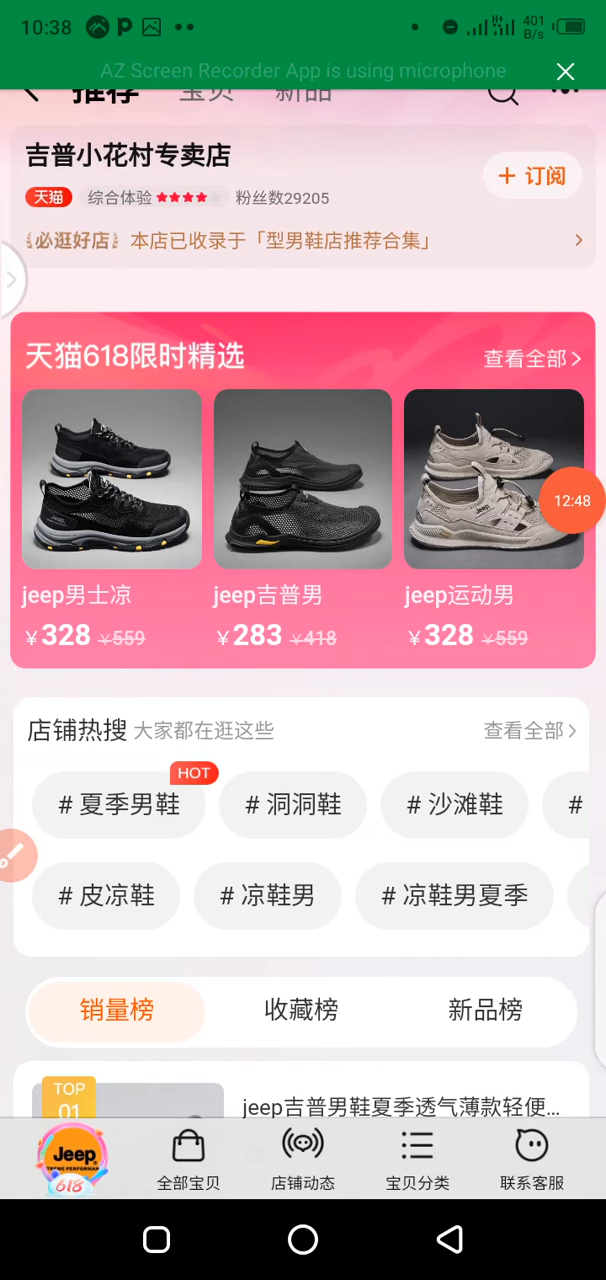 10:38
401
B/s
AZ Screen Recorder App is using microphone
推荐 宝贝 新品
吉普小花村专卖店
+ 订阅
天猫 综合体验 粉丝数29205
必逛好店 本店已收录于「型男鞋店推荐合集」
天猫618限时精选 查看全部
12:48
jeep男士凉 jeep吉普男 jeep运动男
￥328 ￥559 ￥283 ￥418 ￥328 ￥559
店铺热搜 大家都在逛这些 查看全部
HOT
# 夏季男鞋 # 洞洞鞋 # 沙滩鞋 #
# 皮凉鞋 # 凉鞋男 # 凉鞋男夏季
销量榜 收藏榜 新品榜
TOP
01
jeep吉普男鞋夏季透气薄款轻便...
Jeep
618
全部宝贝 店铺动态 宝贝分类 联系客服